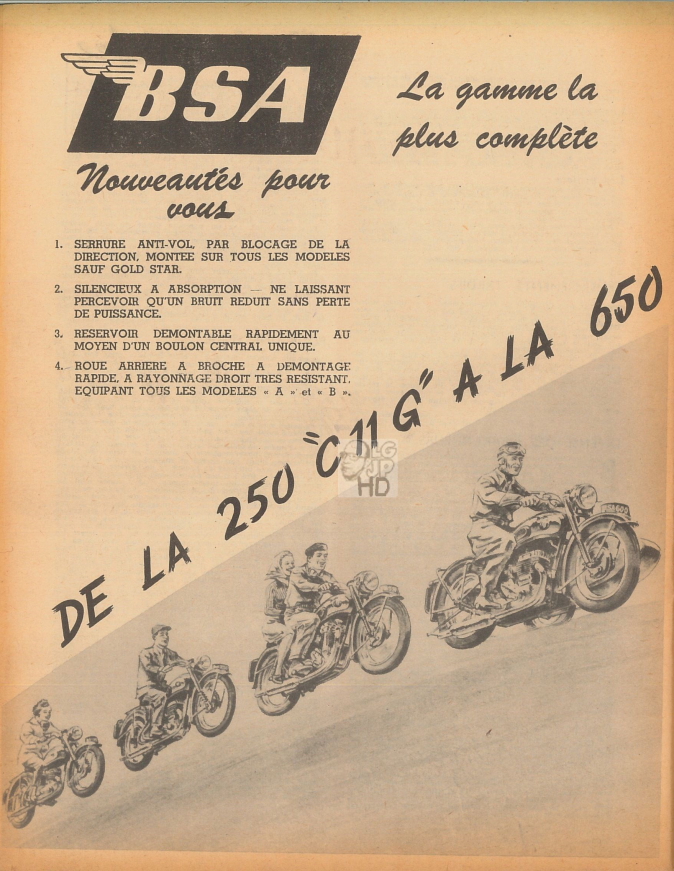 BSA
La gamme la
plus complète
Nouveautés pour
vous
1. SERRURE ANTI-VOL, PAR BLOCAGE DE LA
DIRECTION, MONTEE SUR TOUS LES MODELES
SAUF GOLD STAR.
2. SILENCIEUX A ABSORPTION — NE LAISSANT
PERCEVOIR QU'UN BRUIT REDUIT SANS PERTE
DE PUISSANCE.
3. RESERVOIR DEMONTABLE RAPIDEMENT AU
MOYEN D'UN BOULON CENTRAL UNIQUE.
4. ROUE ARRIERE A BROCHE A DEMONTAGE
RAPIDE, A RAYONNAGE DROIT TRES RESISTANT,
EQUIPANT TOUS LES MODELES « A » et « B ».
DE LA 250 "C 11 G" A LA 650
LG
JP
HD